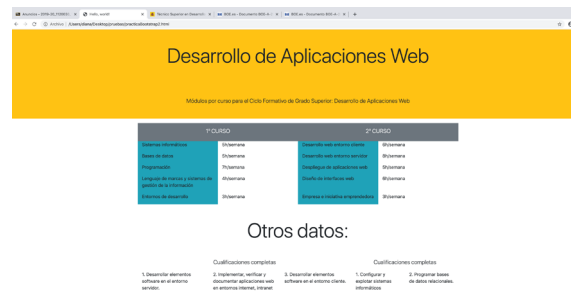 Hello, world!
Desarrollo de Aplicaciones Web
Módulos por curso para el Ciclo Formativo de Grado Superior: Desarrollo de Aplicaciones Web
1º CURSO 2º CURSO
Sistemas informáticos 5h/semana Desarrollo web entorno cliente 6h/semana
Bases de datos 5h/semana Desarrollo web entorno servidor 8h/semana
Programación 7h/semana Despliegue de aplicaciones web 5h/semana
Lenguaje de marcas y sistemas de 4h/semana Diseño de interfaces web 6h/semana
gestión de la información
Entornos de desarrollo 3h/semana Empresa e iniciativa emprendedora 3h/semana
Otros datos:
Cualificaciones completas Cualificaciones completas
1. Desarrollar elementos 2. Implementar, verificar y 3. Desarrollar elementos 1. Configurar y 2. Programar bases
software en el entorno documentar aplicaciones web software en el entorno cliente. explotar sistemas de datos relacionales.
servidor. en entornos internet, intranet informáticos